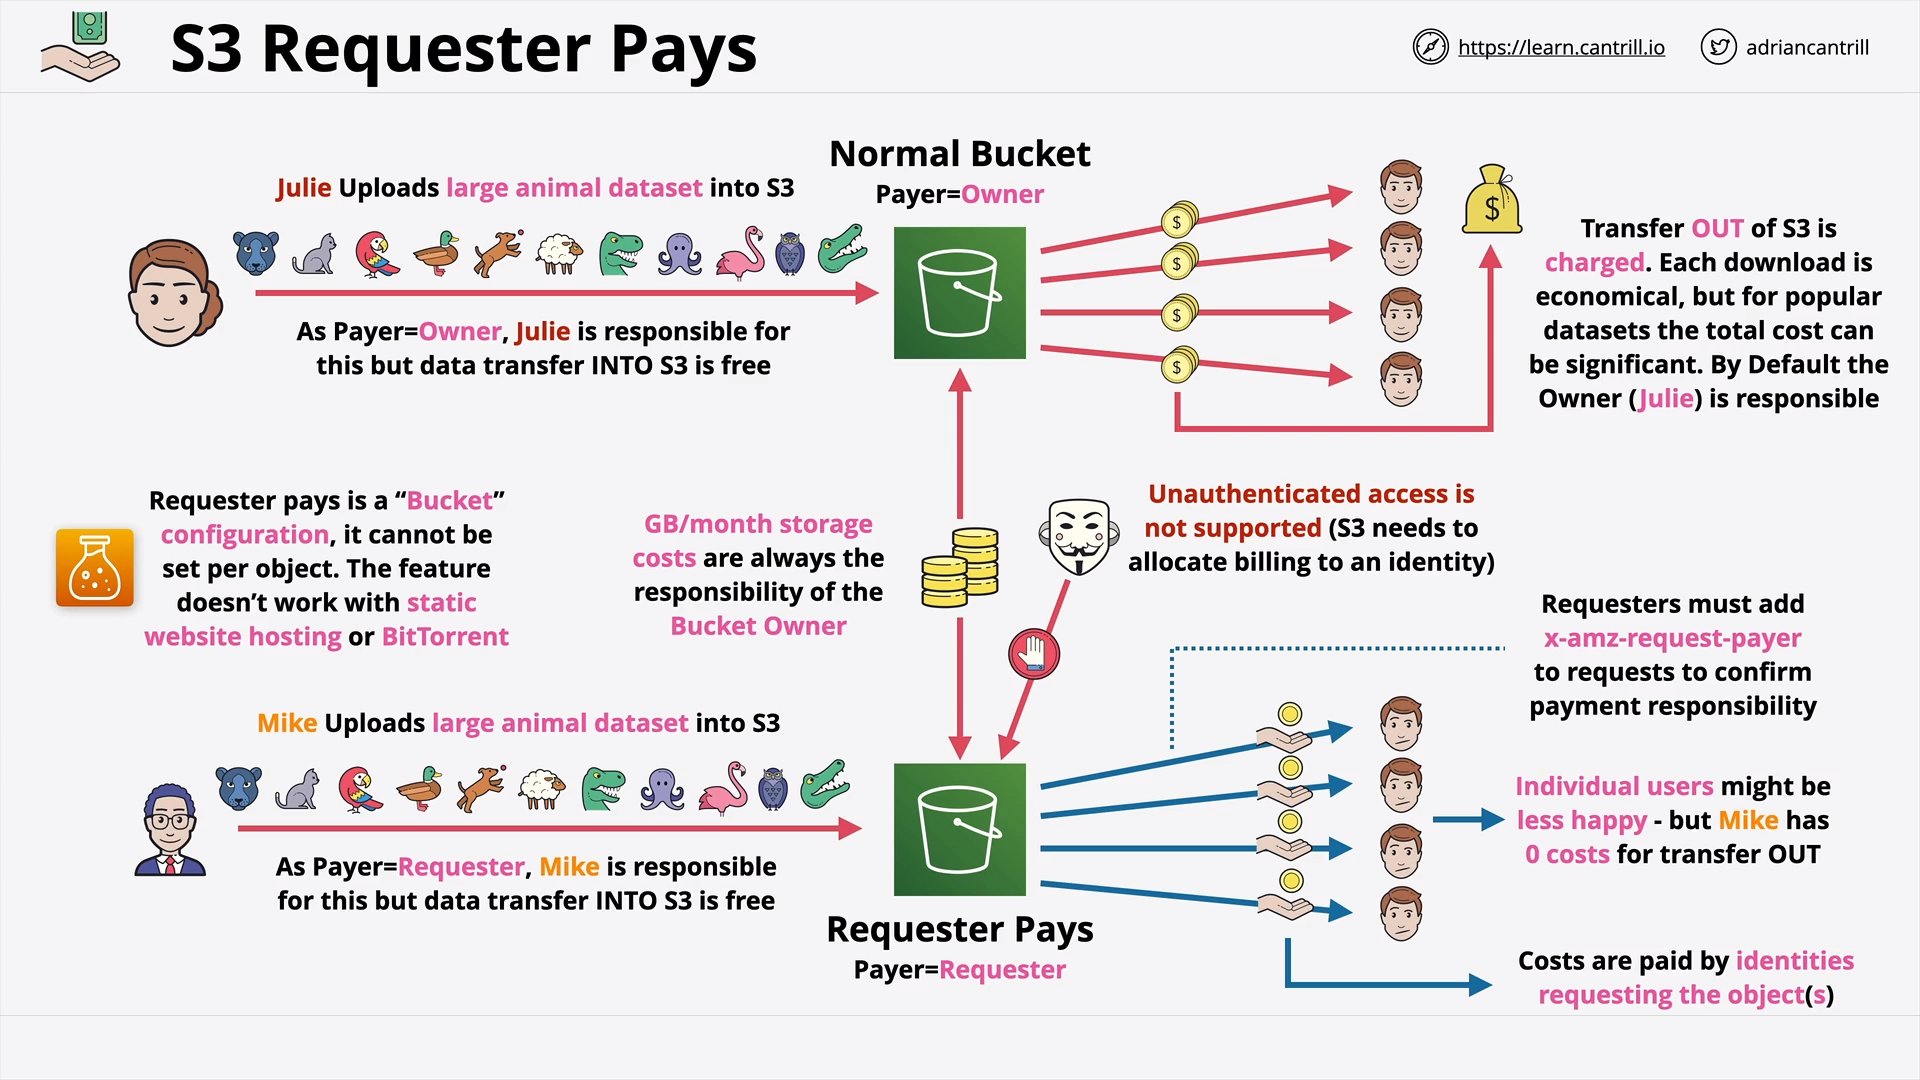 S3 Requester Pays
https://learn.cantrill.io
adriancantrill
Normal Bucket
Payer=Owner
Julie Uploads large animal dataset into S3
As Payer=Owner, Julie is responsible for
this but data transfer INTO S3 is free
$
$
$
$
$
Transfer OUT of S3 is
charged. Each download is
economical, but for popular
datasets the total cost can
be significant. By Default the
Owner (Julie) is responsible
Requester pays is a “Bucket”
configuration, it cannot be
set per object. The feature
doesn’t work with static
website hosting or BitTorrent
GB/month storage
costs are always the
responsibility of the
Bucket Owner
Unauthenticated access is
not supported (S3 needs to
allocate billing to an identity)
Requesters must add
x-amz-request-payer
to requests to confirm
payment responsibility
Mike Uploads large animal dataset into S3
As Payer=Requester, Mike is responsible
for this but data transfer INTO S3 is free
Requester Pays
Payer=Requester
Individual users might be
less happy - but Mike has
0 costs for transfer OUT
Costs are paid by identities
requesting the object(s)